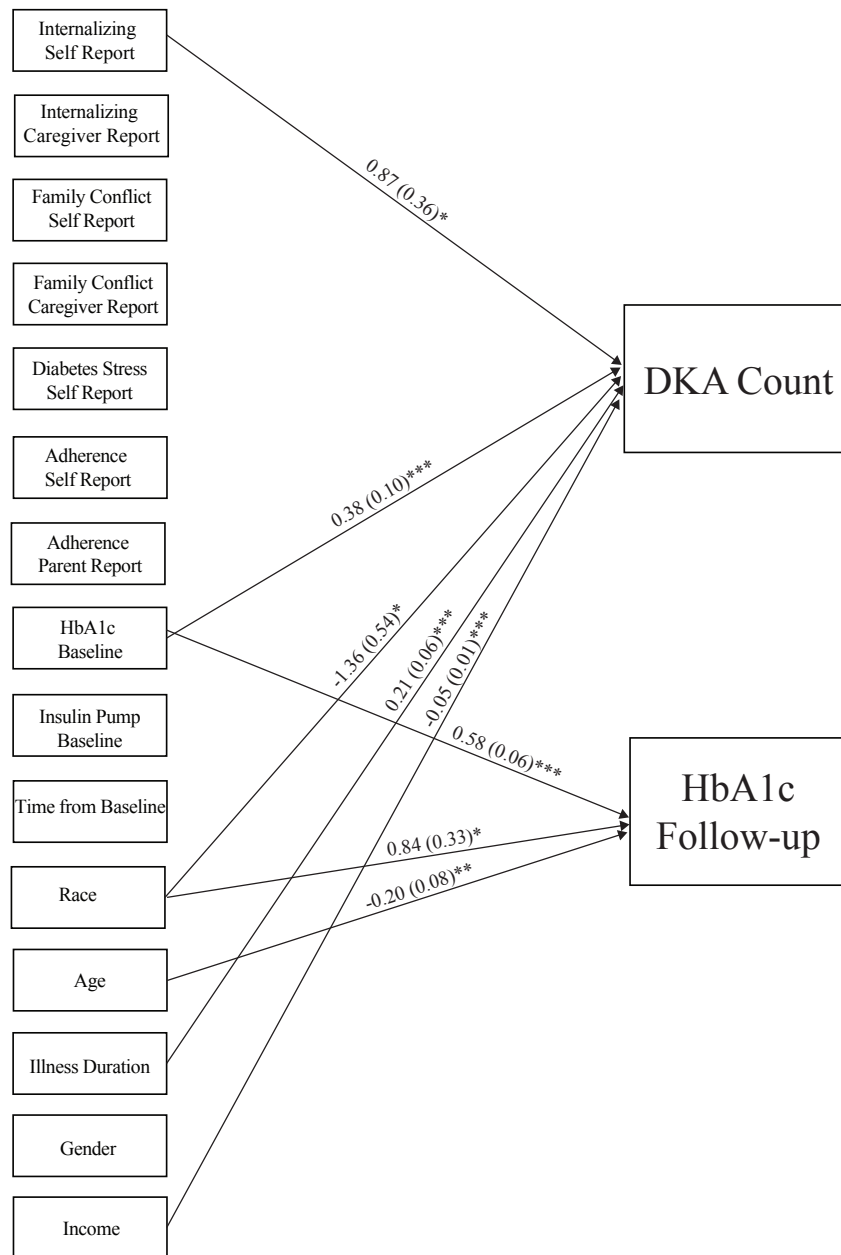 Internalizing
Self Report
Internalizing
Caregiver Report
Family Conflict
Self Report
Family Conflict
Caregiver Report
Diabetes Stress
Self Report
Adherence
Self Report
Adherence
Parent Report
HbA1c
Baseline
Insulin Pump
Baseline
Time from Baseline
Race
Age
Illness Duration
Gender
Income
0.87 (0.36)*
0.38 (0.10)***
-1.36 (0.54)*
0.21 (0.06)***
-0.05 (0.01)***
0.58 (0.06)***
0.84 (0.33)*
-0.20 (0.08)**
DKA Count
HbA1c
Follow-up